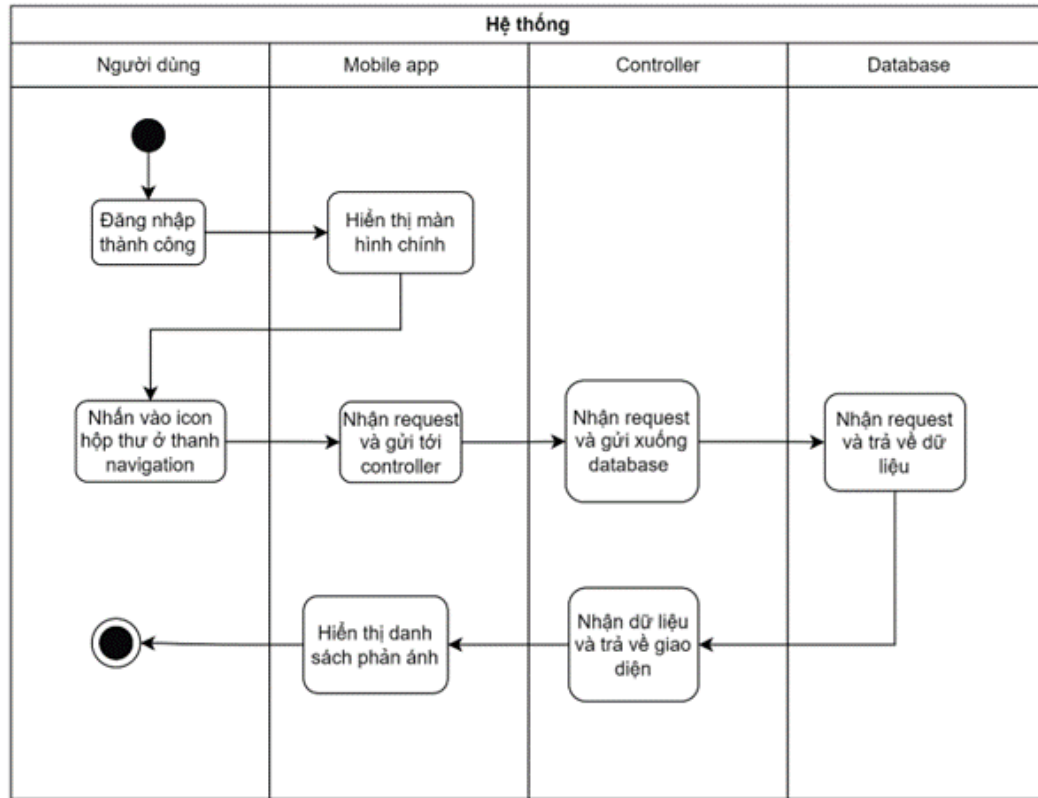 Hệ thống
Người dùng
Mobile app
Controller
Database
Đăng nhập
thành công
Hiển thị màn
hình chính
Nhấn vào icon
hộp thư ở thanh
navigation
Nhận request
và gửi tới
controller
Nhận request
và gửi xuống
database
Nhận request
và trả về dữ
liệu
Hiển thị danh
sách phản ánh
Nhận dữ liệu
và trả về giao
diện